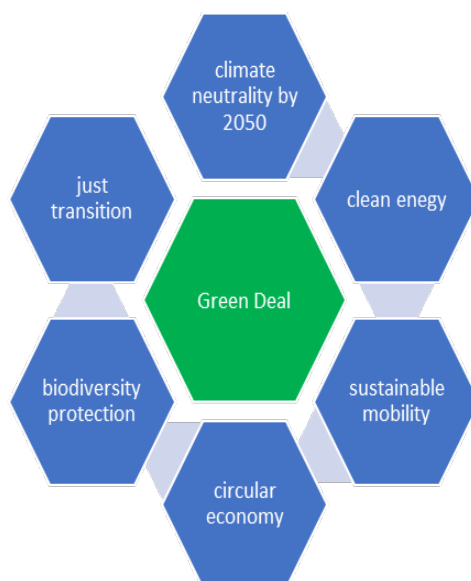 climate
neutrality by
2050
clean enegy
sustainable
mobility
circular
economy
biodiversity
protection
just
transition
Green Deal